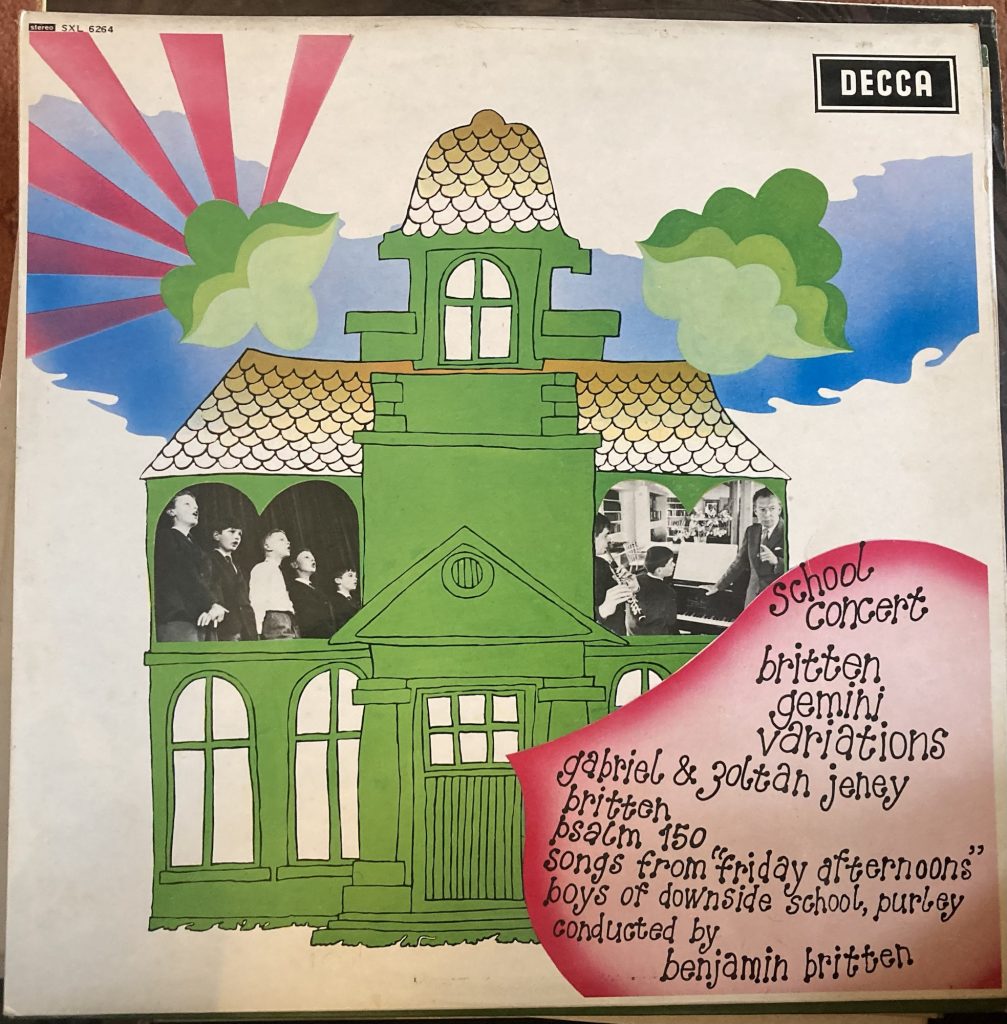 stereo SXL 6264
DECCA
school
concert
britten
gemini
variations
gabriel & zoltan jeney
britten
psalm 150
songs from "friday afternoons"
boys of downside school, purley
conducted by
benjamin britten